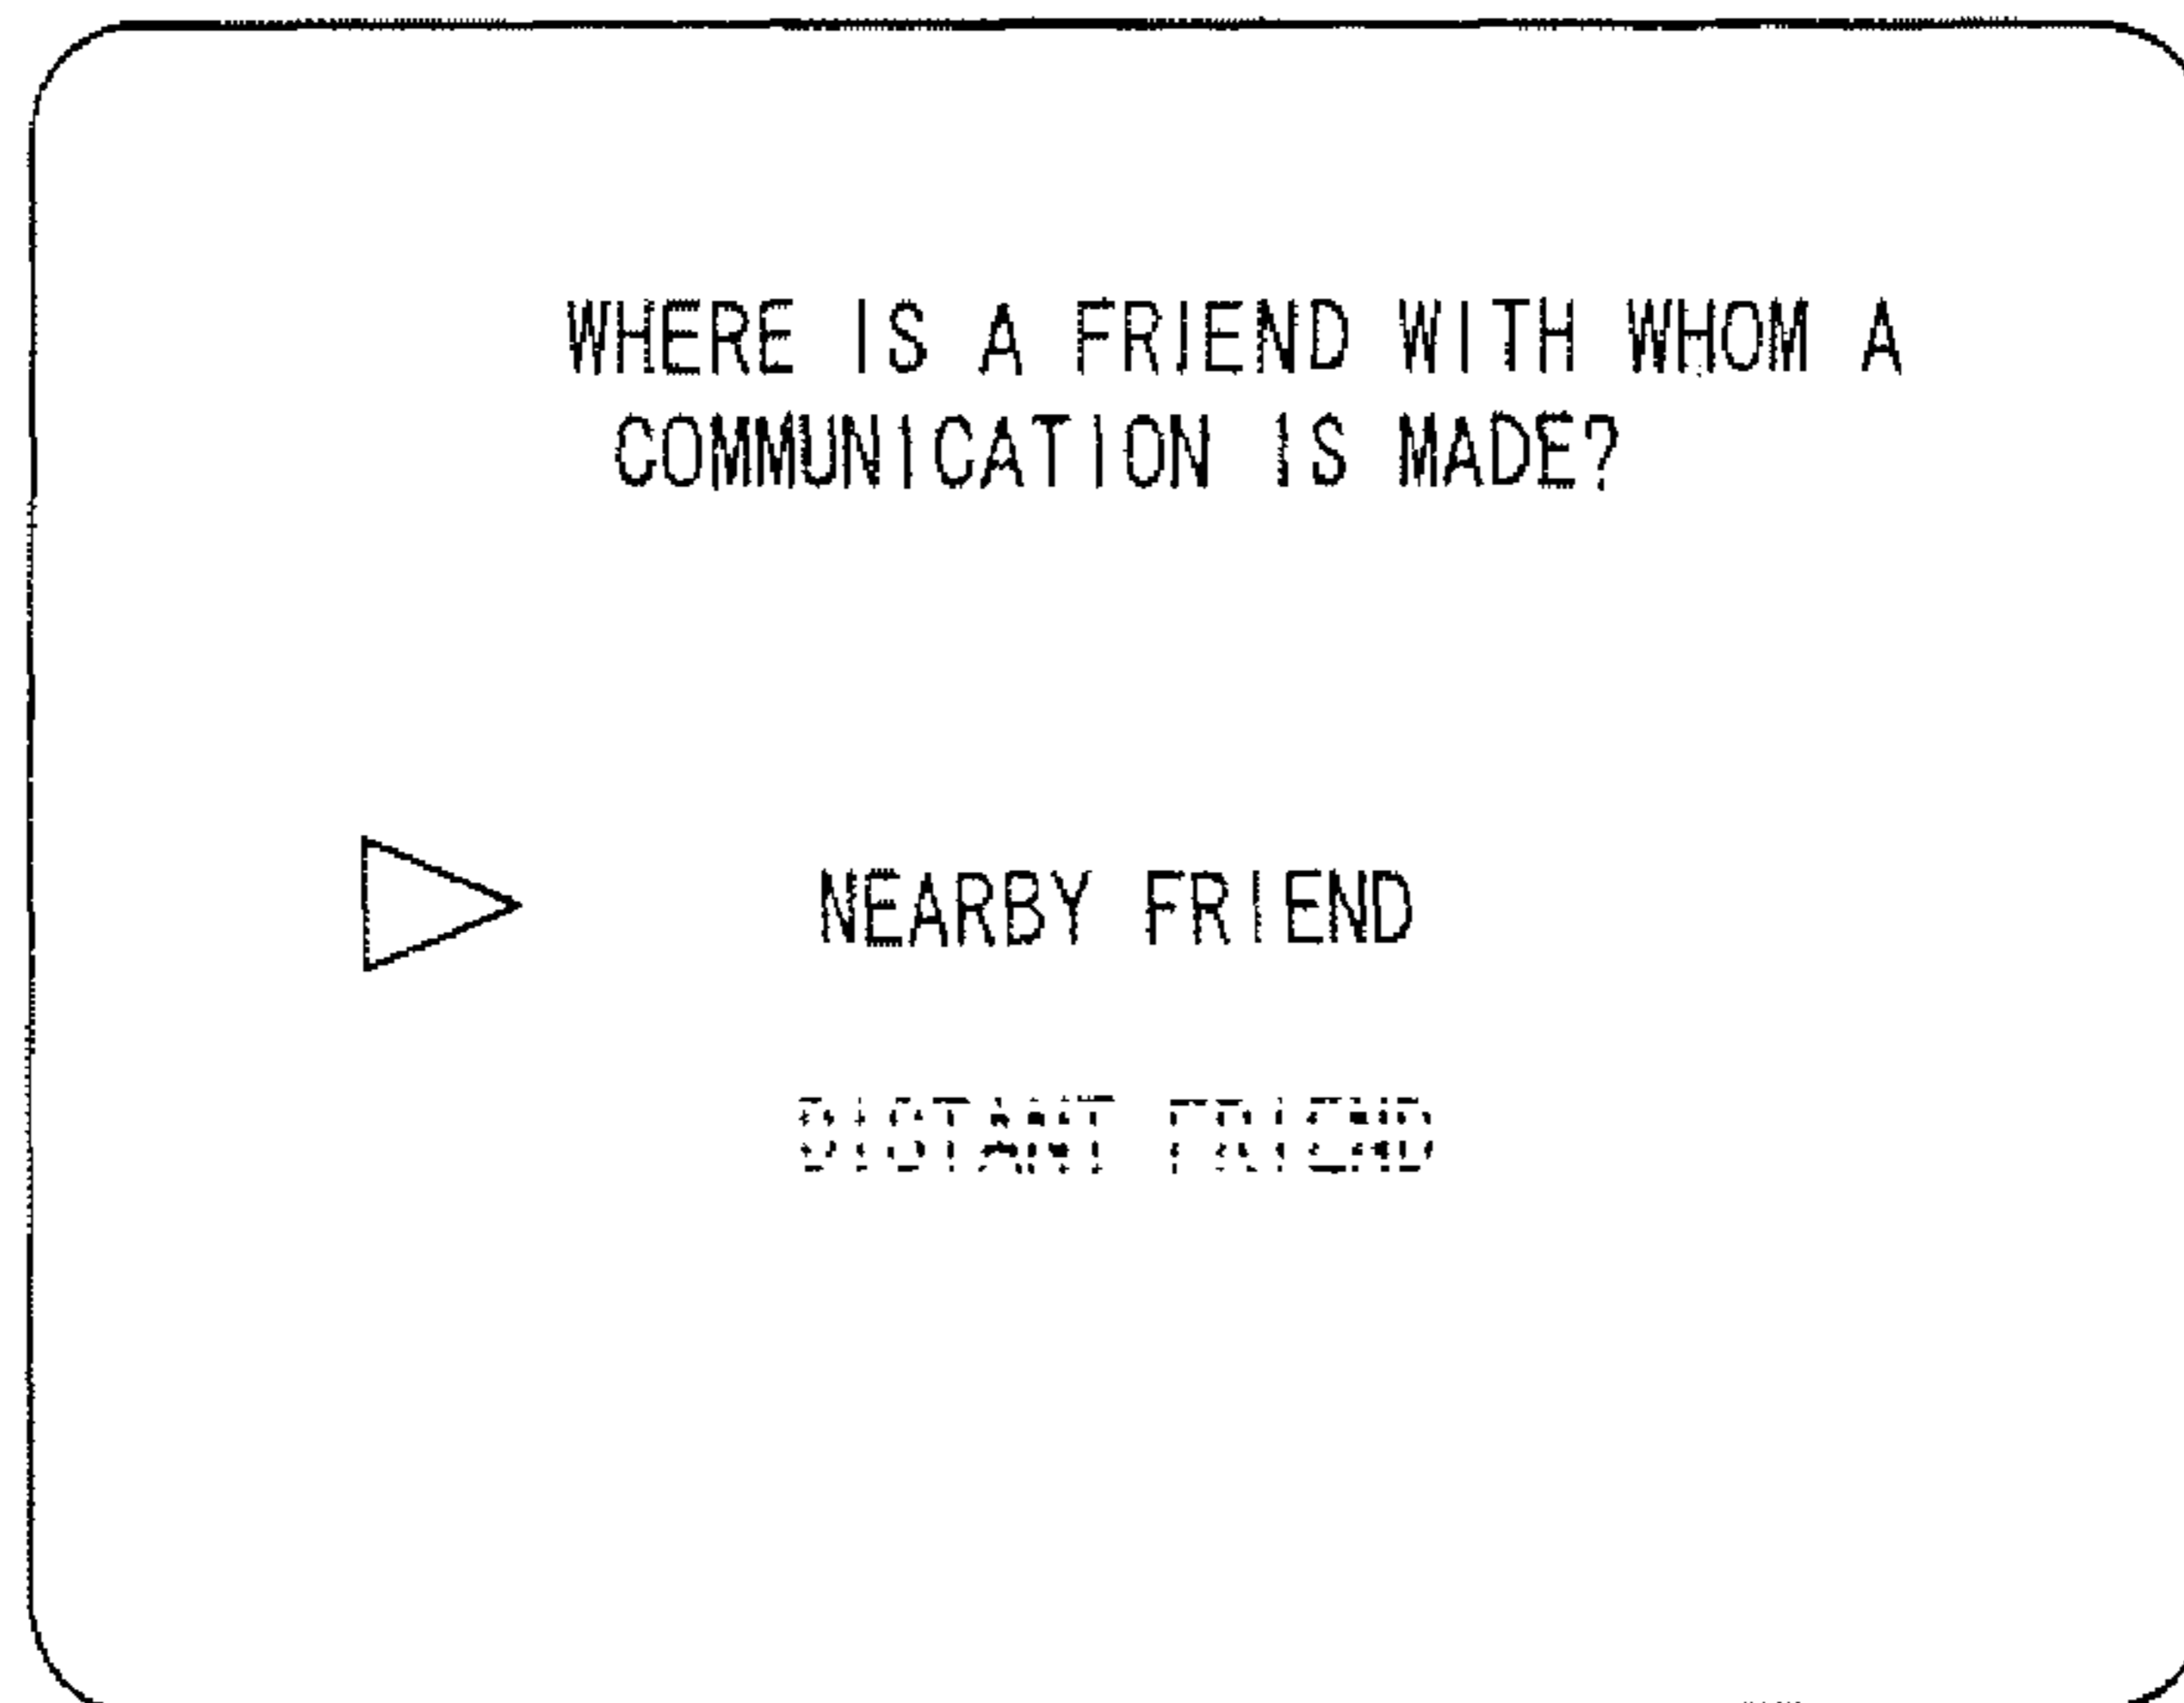 WHERE IS A FRIEND WITH WHOM A
COMMUNICATION IS MADE?
NEARBY FRIEND
DISTANT FRIEND